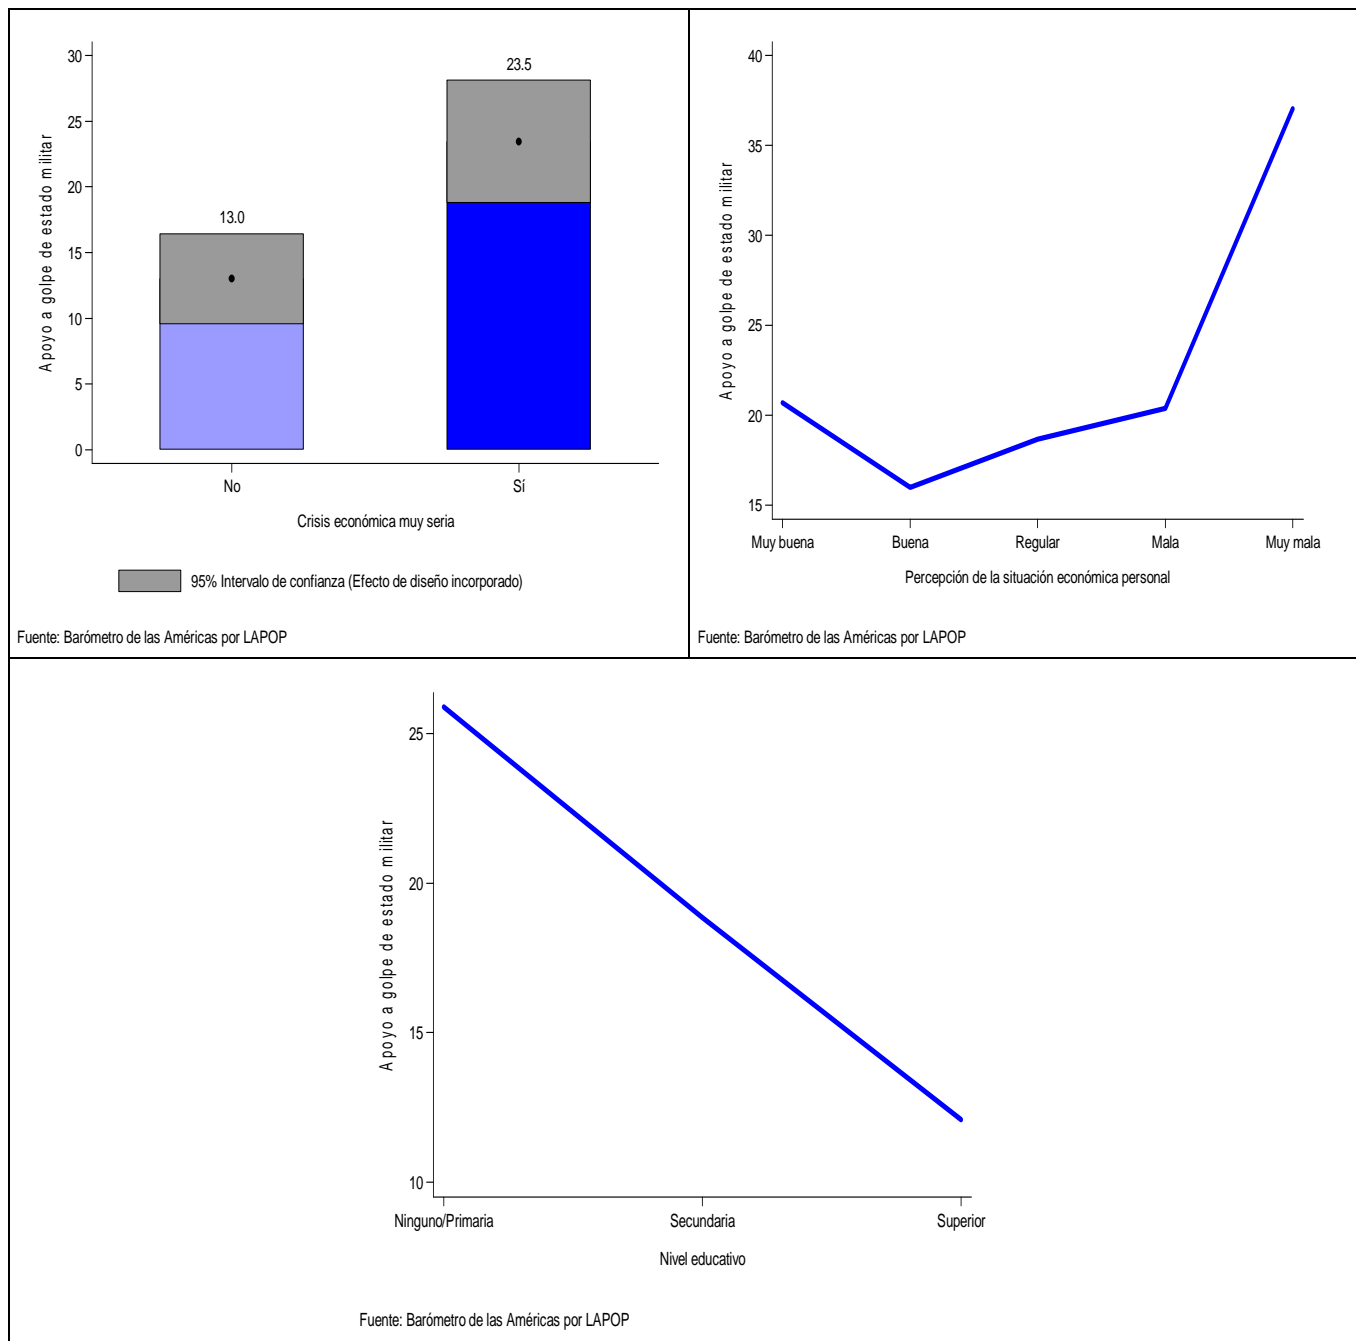 30
25
20
15
10
5
0
Apoyo a golpe de estado militar
13.0
23.5
No
Sí
Crisis económica muy seria
95% Intervalo de confianza (Efecto de diseño incorporado)
Fuente: Barómetro de las Américas por LAPOP
40
35
30
25
20
15
Apoyo a golpe de estado militar
Muy buena
Buena
Regular
Mala
Muy mala
Percepción de la situación económica personal
Fuente: Barómetro de las Américas por LAPOP
25
20
15
10
Apoyo a golpe de estado militar
Ninguno/Primaria
Secundaria
Superior
Nivel educativo
Fuente: Barómetro de las Américas por LAPOP